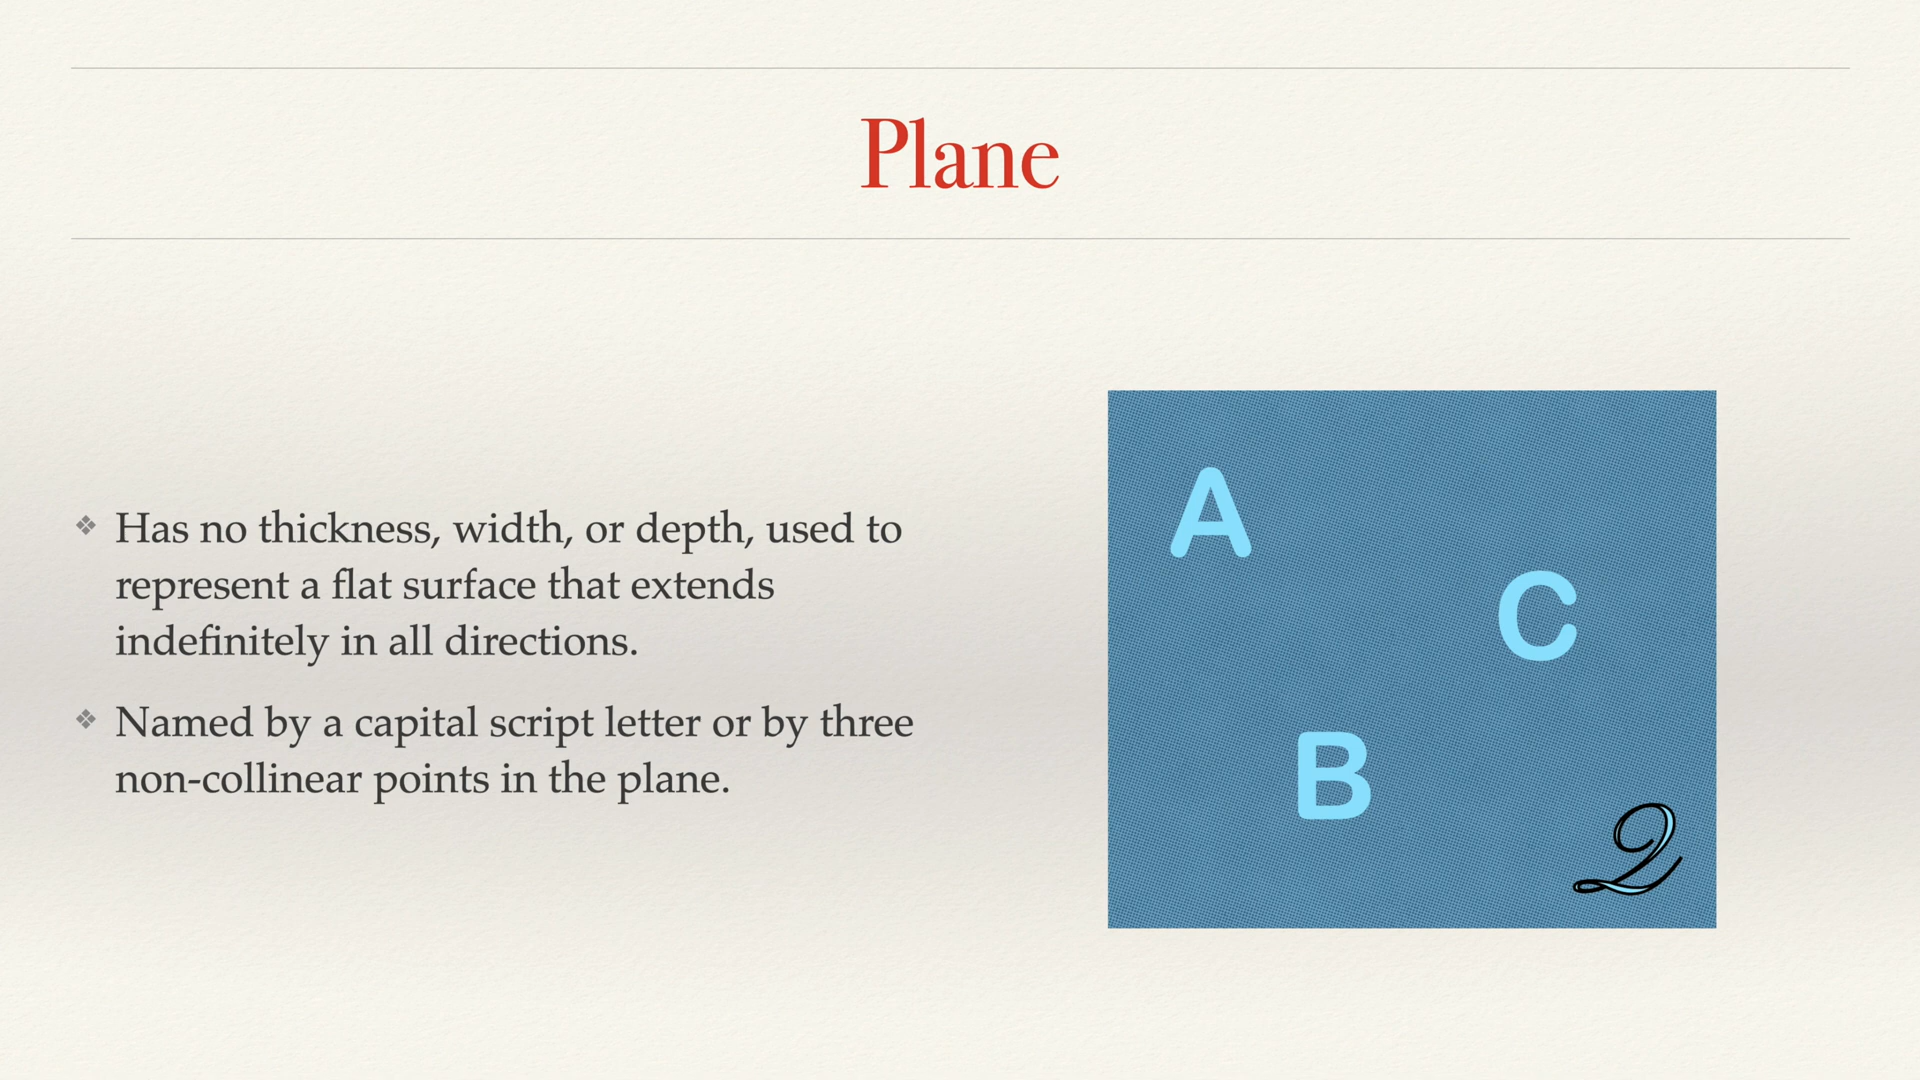 Plane
❖ Has no thickness, width, or depth, used to
represent a flat surface that extends
indefinitely in all directions.
❖ Named by a capital script letter or by three
non-collinear points in the plane.
A
C
B
𝒬